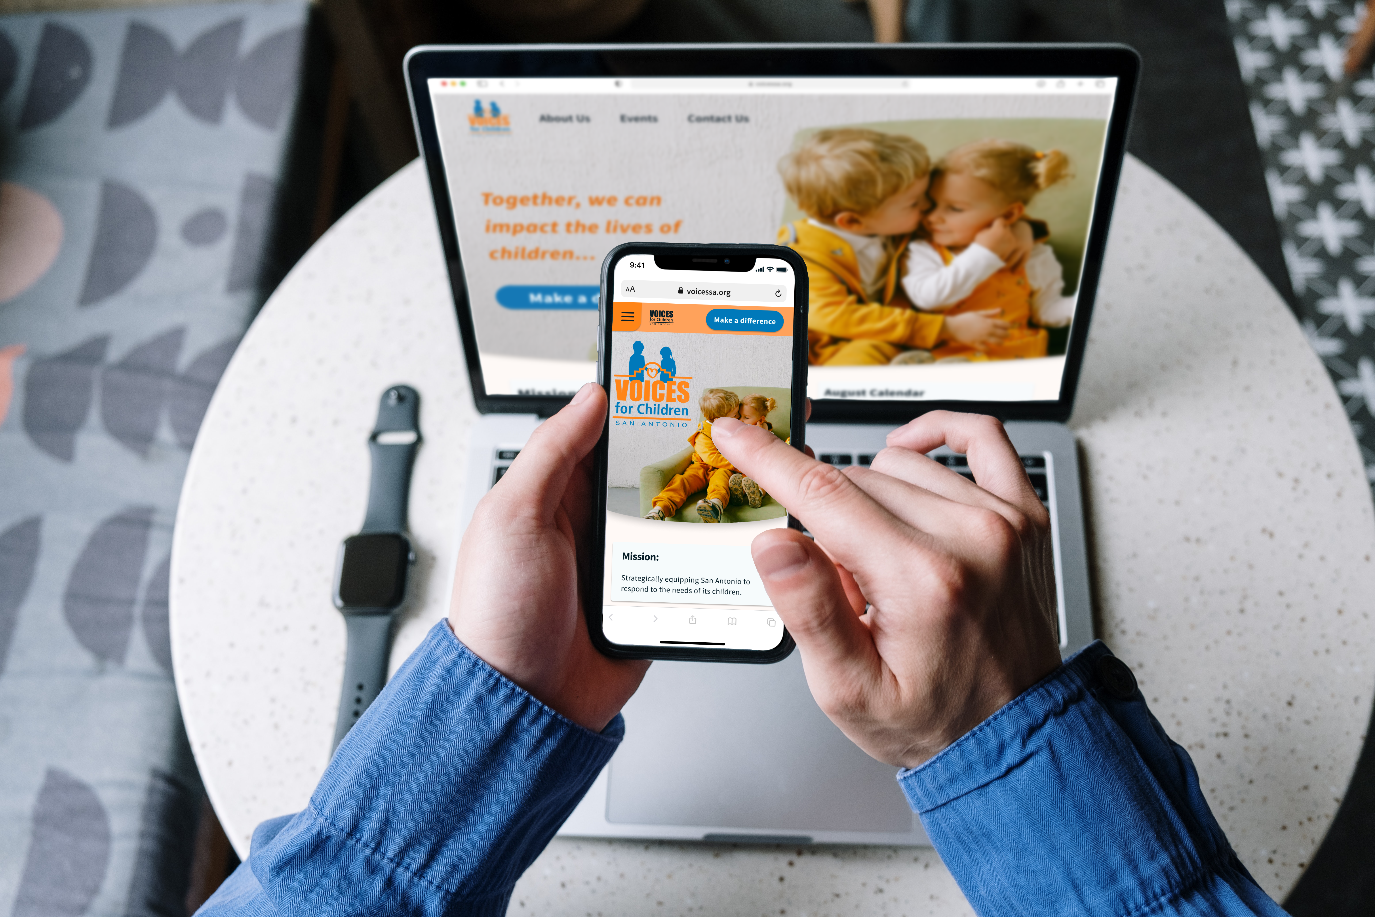 VOICES
for Children
About Us
Events
Contact Us
Together, we can
impact the lives of
children...
Make a
Mission
August Calendar
9:41
AA
voicessa.org
VOICES
for Children
Make a difference
VOICES
for Children
SAN ANTONIO
Mission:
Strategically equipping San Antonio to
respond to the needs of its children.